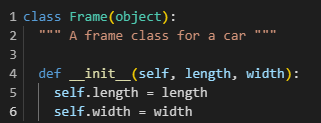 1 class Frame(object):
2   """ A frame class for a car """
3
4   def __init__(self, length, width):
5     self.length = length
6     self.width = width